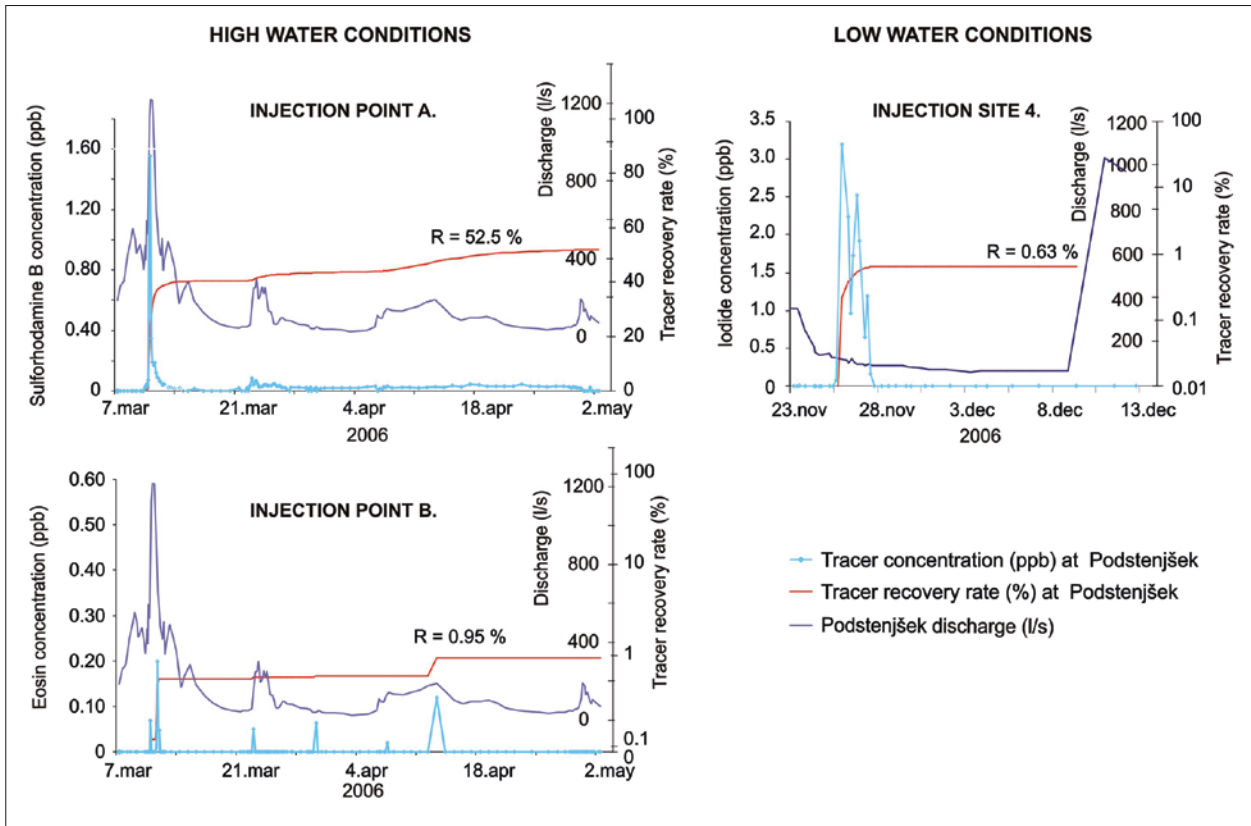 HIGH WATER CONDITIONS
LOW WATER CONDITIONS
INJECTION POINT A.
Sulforhodamine B concentration (ppb)
1.60
1.20
0.80
0.40
0
Discharge (l/s)
1200
800
400
0
Tracer recovery rate (%)
100
80
60
40
20
0
R = 52.5 %
7.mar 21.mar 4.apr 18.apr 2.may
2006
INJECTION SITE 4.
Iodide concentration (ppb)
3.5
3.0
2.5
2.0
1.5
1.0
0.5
0
Discharge (l/s)
1200
1000
800
600
400
200
0
Tracer recovery rate (%)
100
10
1
0.1
0.01
R = 0.63 %
23.nov 28.nov 3.dec 8.dec 13.dec
2006
INJECTION POINT B.
Eosin concentration (ppb)
0.60
0.50
0.40
0.30
0.20
0.10
0
Discharge (l/s)
1200
800
400
0
Tracer recovery rate (%)
100
10
1
0.1
0
R = 0.95 %
7.mar 21.mar 4.apr 18.apr 2.may
2006
Tracer concentration (ppb) at Podstenjšek
Tracer recovery rate (%) at Podstenjšek
Podstenjšek discharge (l/s)